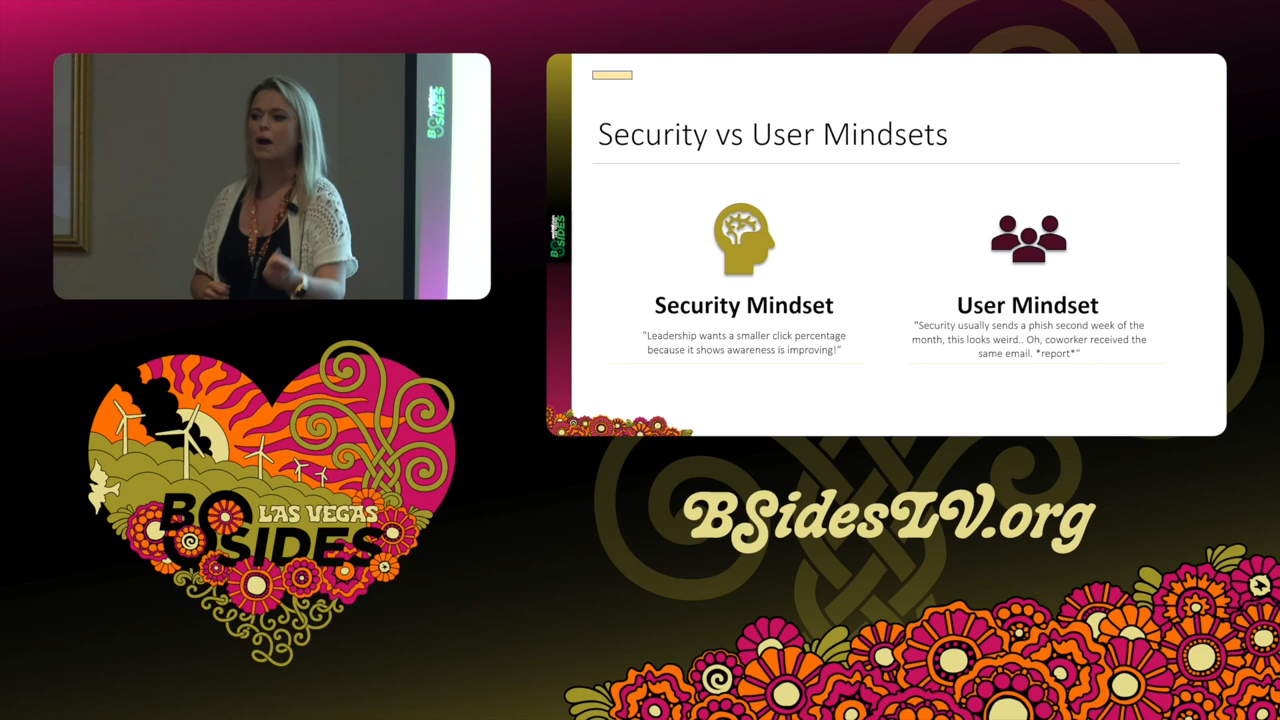 BSIDES
Security vs User Mindsets
BSIDES
Security Mindset
"Leadership wants a smaller click percentage
because it shows awareness is improving!"
User Mindset
"Security usually sends a phish second week of the
month, this looks weird.. Oh, coworker received the
same email. *report*"
BSIDES
LAS VEGAS
BSidesLV.org